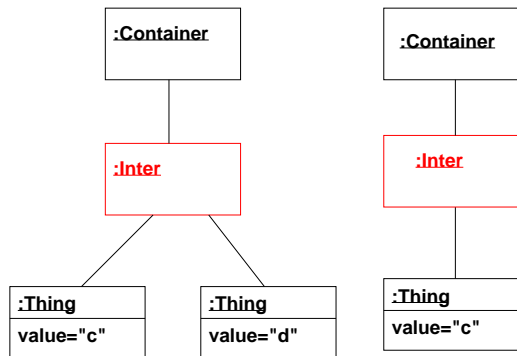 :Container
:Inter
:Thing
value="c"
:Thing
value="d"
:Container
:Inter
:Thing
value="c"